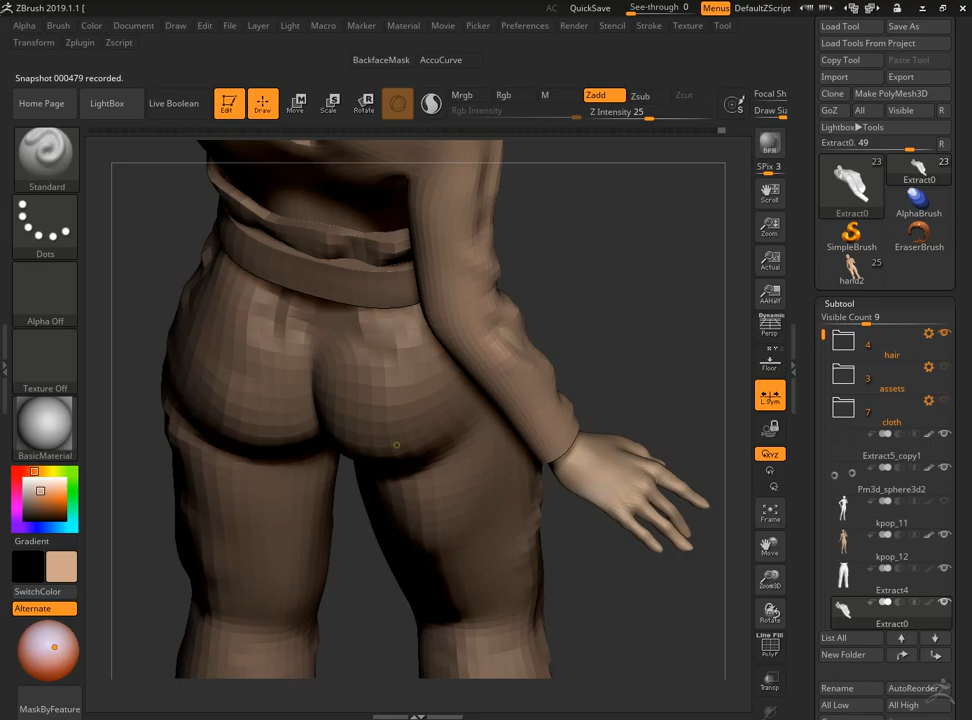 ZBrush 2019.1.1 [
AC QuickSave See-through 0 Menus DefaultZScript
Alpha Brush Color Document Draw Edit File Layer Light Macro Marker Material Movie Picker Preferences Render Stencil Stroke Texture Tool
Transform Zplugin Zscript
BackfaceMask AccuCurve
Snapshot 000479 recorded.
Home Page LightBox Live Boolean Edit Draw Move Scale Rotate
Mrgb Rgb M Zadd Zsub Zcut Focal Sh
Rgb Intensity Z Intensity 25 Draw Siz
Standard
Dots
Alpha Off
Texture Off
BasicMaterial
Gradient
SwitchColor
Alternate
MaskByFeature
BPR
SPix 3
Scroll
Zoom
Actual
AAHalf
Dynamic
Persp
Floor
L.Sym
XYZ
Frame
Move
Zoom3D
Rotate
Line Fill
PolyF
Transp
Load Tool Save As
Load Tools From Project
Copy Tool Paste Tool
Import Export
Clone Make PolyMesh3D
GoZ All Visible R
Lightbox▶Tools
Extract0. 49 R
23 23
Extract0 Extract0
AlphaBrush
SimpleBrush EraserBrush
25
hand2
Subtool
Visible Count 9
4
hair
3
assets
7
cloth
Extract5_copy1
Pm3d_sphere3d2
kpop_11
kpop_12
Extract4
Extract0
List All
New Folder
Rename AutoReorder
All Low All High